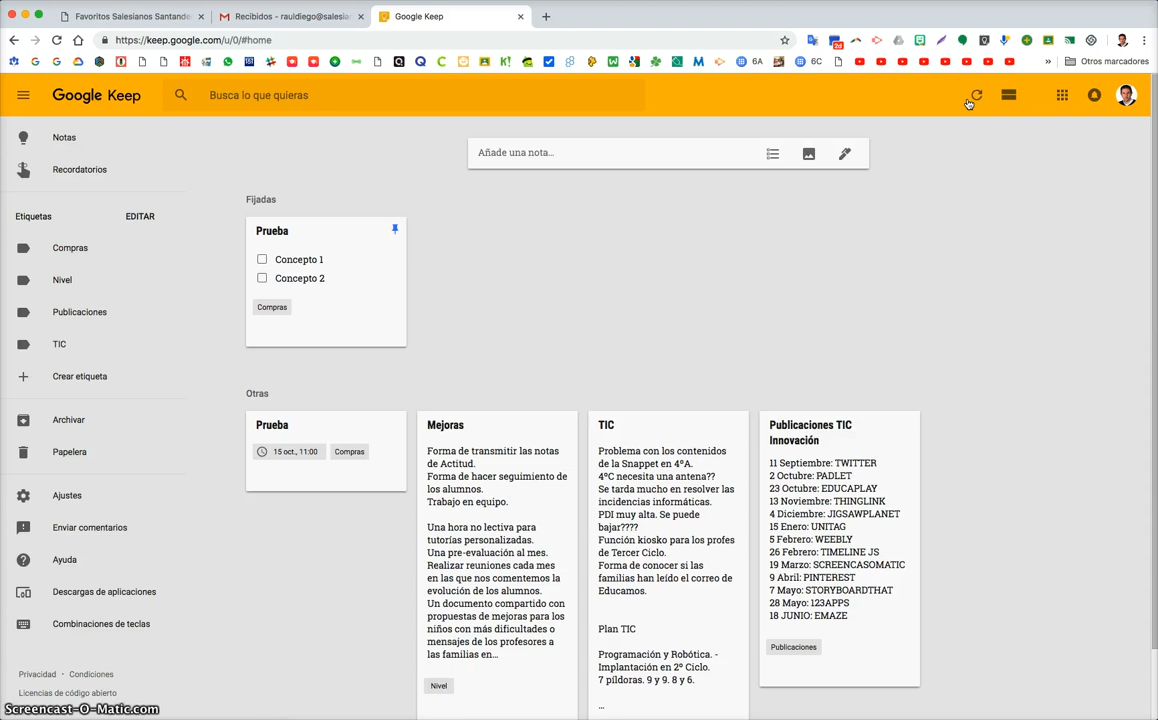 Favoritos Salesianos Santande
Recibidos - rauldiego@salesia
Google Keep
https://keep.google.com/u/0/#home
2d
6A
6C
Otros marcadores
Google Keep
Busca lo que quieras
Notas
Recordatorios
Etiquetas
EDITAR
Compras
Nivel
Publicaciones
TIC
Crear etiqueta
Archivar
Papelera
Ajustes
Enviar comentarios
Ayuda
Descargas de aplicaciones
Combinaciones de teclas
Privacidad • Condiciones
Licencias de código abierto
Añade una nota...
Fijadas
Prueba
Concepto 1
Concepto 2
Compras
Otras
Prueba
15 oct., 11:00
Compras
Mejoras
Forma de transmitir las notas
de Actitud.
Forma de hacer seguimiento de
los alumnos.
Trabajo en equipo.
Una hora no lectiva para
tutorías personalizadas.
Una pre-evaluación al mes.
Realizar reuniones cada mes
en las que nos comentemos la
evolución de los alumnos.
Un documento compartido con
propuestas de mejoras para los
niños con más dificultades o
mensajes de los profesores a
las familias en...
Nivel
TIC
Problema con los contenidos
de la Snappet en 4ºA.
4ºC necesita una antena??
Se tarda mucho en resolver las
incidencias informáticas.
PDI muy alta. Se puede
bajar????
Función kiosko para los profes
de Tercer Ciclo.
Forma de conocer si las
familias han leído el correo de
Educamos.
Plan TIC
Programación y Robótica. -
Implantación en 2º Ciclo.
7 píldoras. 9 y 9. 8 y 6.
...
Publicaciones TIC
Innovación
11 Septiembre: TWITTER
2 Octubre: PADLET
23 Octubre: EDUCAPLAY
13 Noviembre: THINGLINK
4 Diciembre: JIGSAWPLANET
15 Enero: UNITAG
5 Febrero: WEEBLY
26 Febrero: TIMELINE JS
19 Marzo: SCREENCASOMATIC
9 Abril: PINTEREST
7 Mayo: STORYBOARDTHAT
28 Mayo: 123APPS
18 JUNIO: EMAZE
Publicaciones
Screencast-O-Matic.com